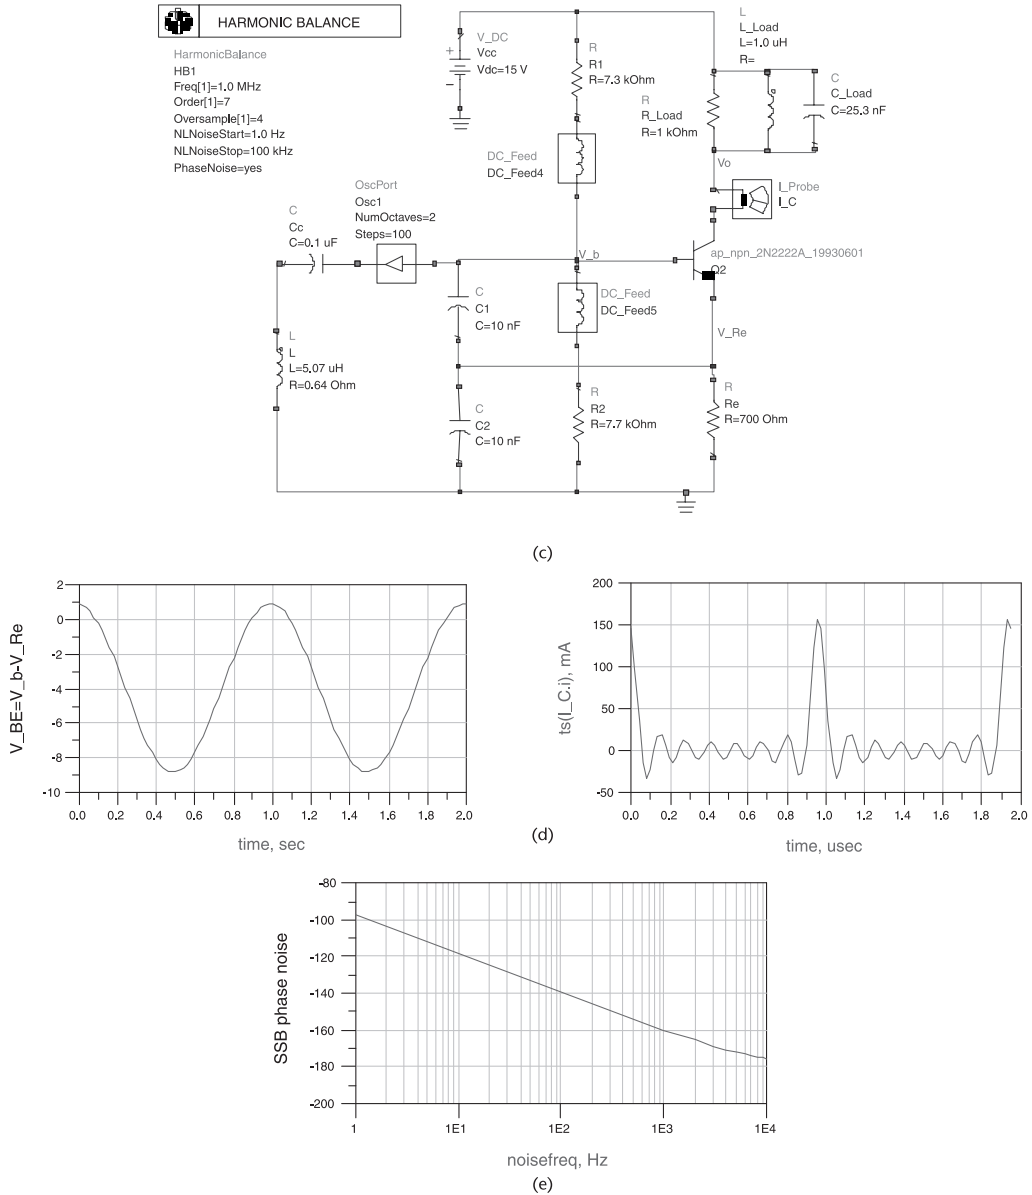 HARMONIC BALANCE
HarmonicBalance
HB1
Freq[1]=1.0 MHz
Order[1]=7
Oversample[1]=4
NLNoiseStart=1.0 Hz
NLNoiseStop=100 kHz
PhaseNoise=yes
V_DC
Vcc
Vdc=15 V
+
−
R
R1
R=7.3 kOhm
L
L_Load
L=1.0 uH
R=
R
R_Load
R=1 kOhm
C
C_Load
C=25.3 nF
DC_Feed
DC_Feed4
Vo
I_Probe
I_C
OscPort
Osc1
NumOctaves=2
Steps=100
C
Cc
C=0.1 uF
V_b
ap_npn_2N2222A_19930601
Q2
C
C1
C=10 nF
DC_Feed
DC_Feed5
V_Re
L
L
L=5.07 uH
R=0.64 Ohm
C
C2
C=10 nF
R
R2
R=7.7 kOhm
R
Re
R=700 Ohm
(c)
V_BE=V_b-V_Re
2
0
-2
-4
-6
-8
-10
0.0 0.2 0.4 0.6 0.8 1.0 1.2 1.4 1.6 1.8 2.0
time, sec
ts(I_C.i), mA
200
150
100
50
0
-50
0.0 0.2 0.4 0.6 0.8 1.0 1.2 1.4 1.6 1.8 2.0
time, usec
(d)
SSB phase noise
-80
-100
-120
-140
-160
-180
-200
1 1E1 1E2 1E3 1E4
noisefreq, Hz
(e)